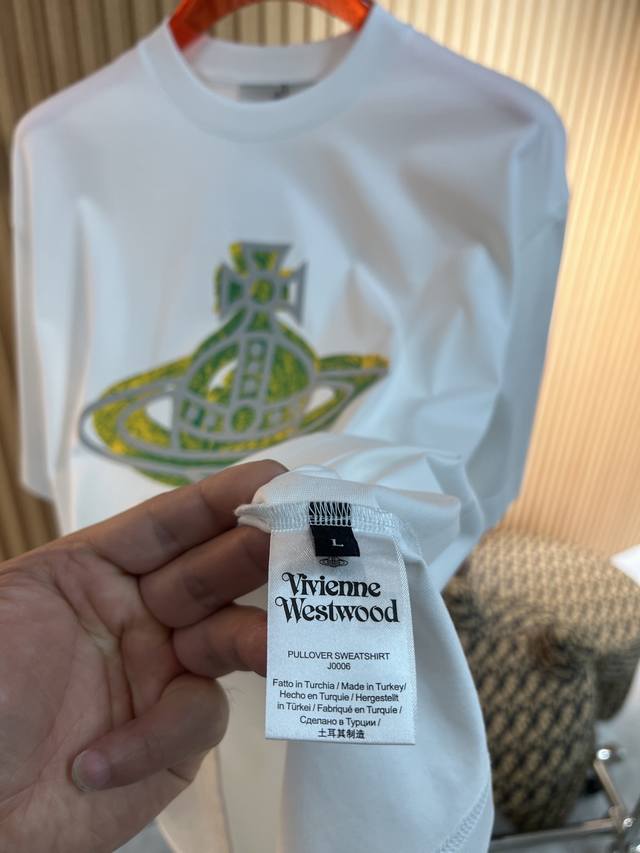 L
Vivienne
Westwood
PULLOVER SWEATSHIRT
J0006
Fatto in Turchia / Made in Turkey/
Hecho en Turquie / Hergestellt
in Türkei / Fabriqué en Turquie/
Сделано в Турции /
土耳其制造